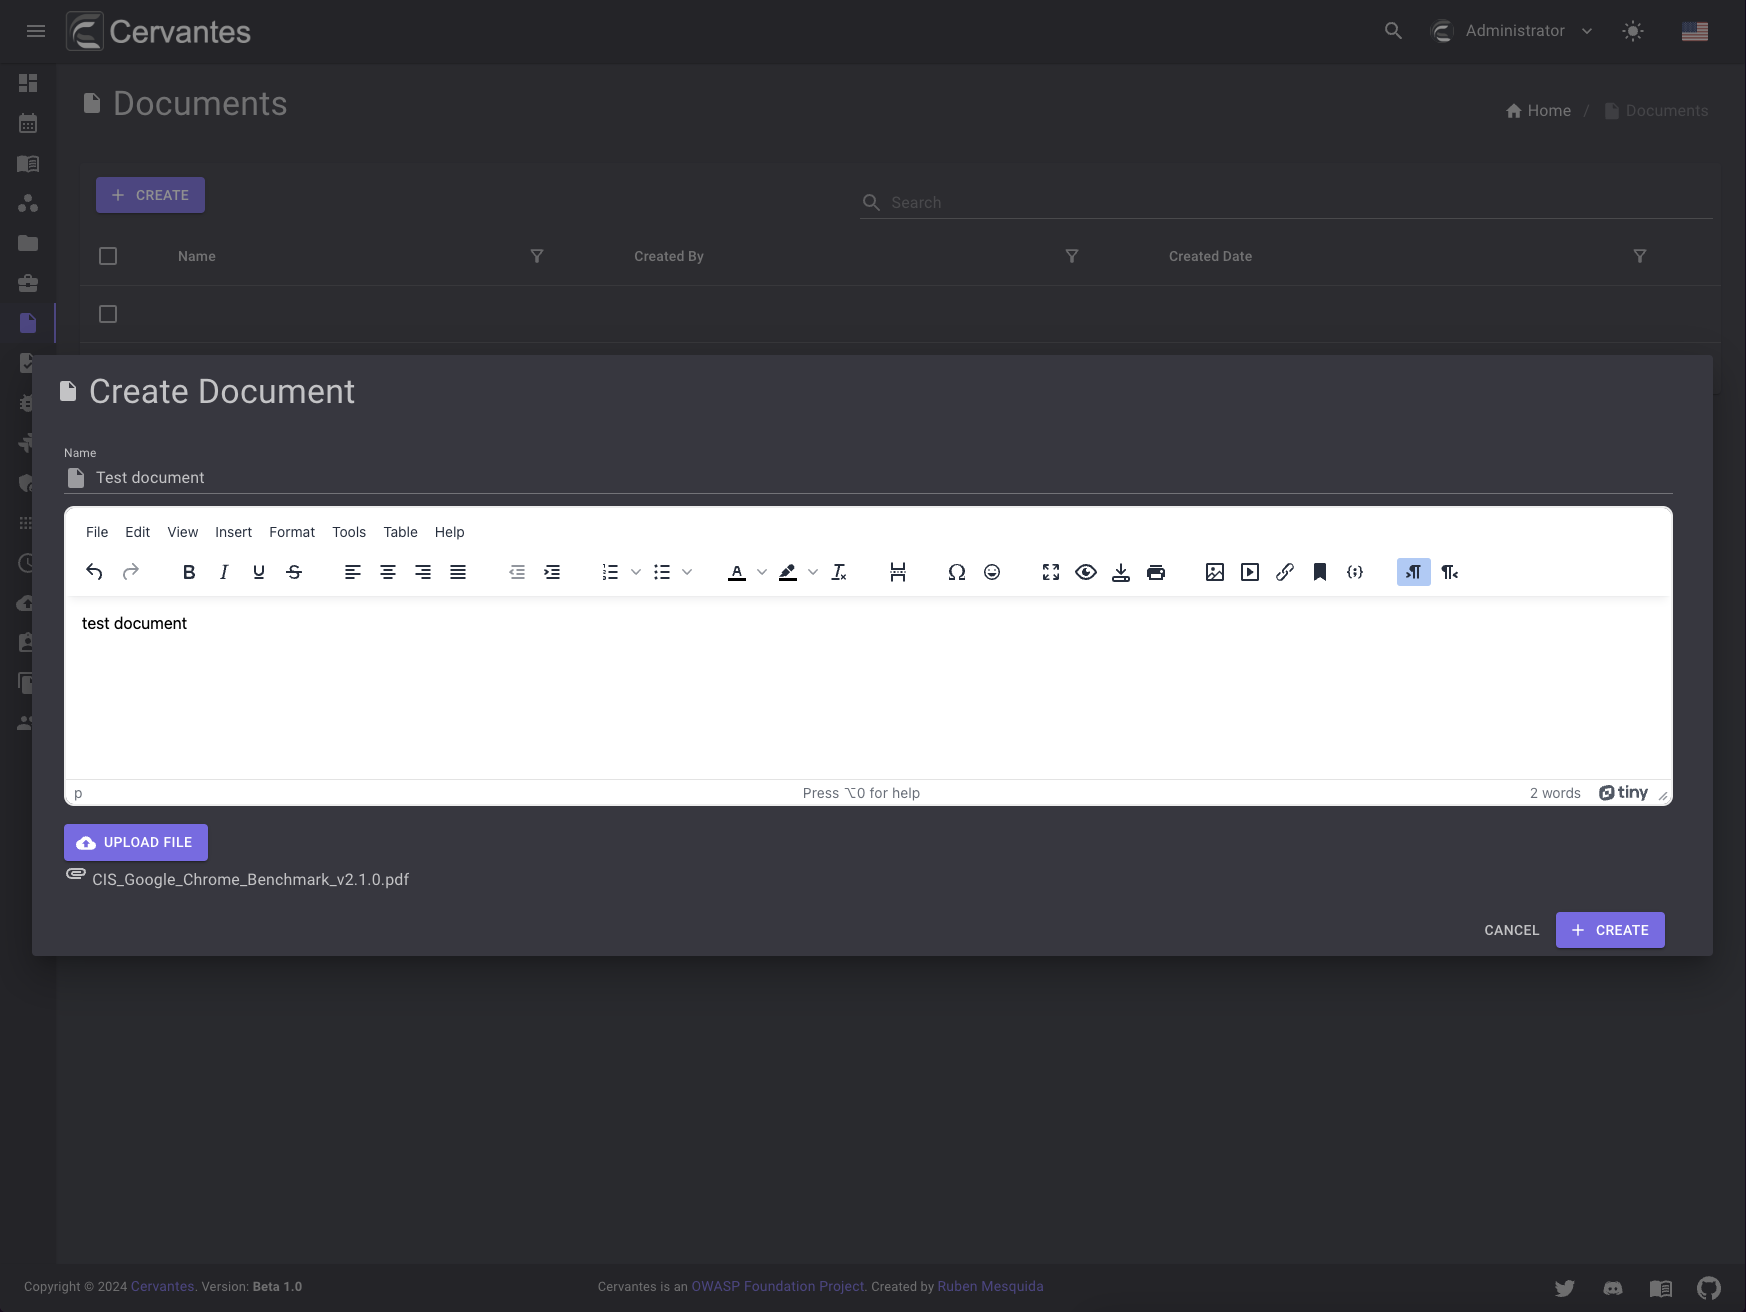 Cervantes
Administrator
Documents
Home / Documents
CREATE
Search
Name Created By Created Date
Create Document
Name
Test document
File Edit View Insert Format Tools Table Help
test document
p Press ⌥0 for help 2 words tiny
UPLOAD FILE
CIS_Google_Chrome_Benchmark_v2.1.0.pdf
CANCEL CREATE
Copyright © 2024 Cervantes. Version: Beta 1.0 Cervantes is an OWASP Foundation Project. Created by Ruben Mesquida